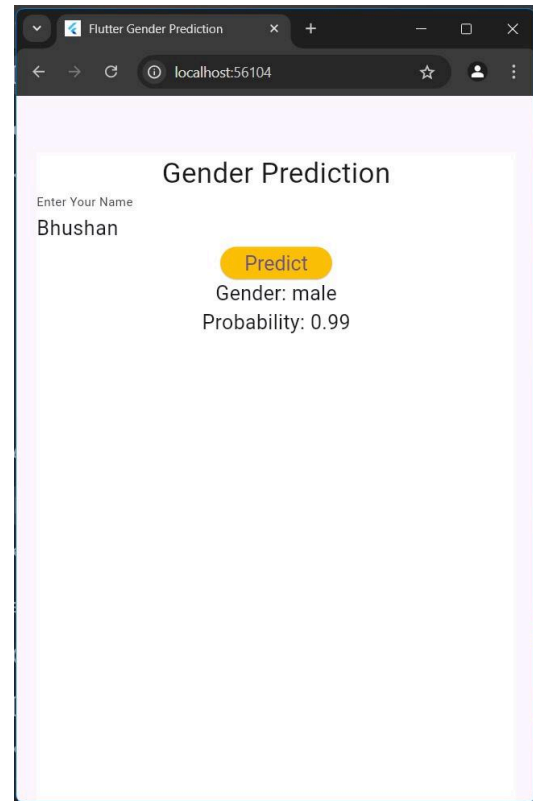 Flutter Gender Prediction
localhost:56104
Gender Prediction
Enter Your Name
Bhushan
Predict
Gender: male
Probability: 0.99